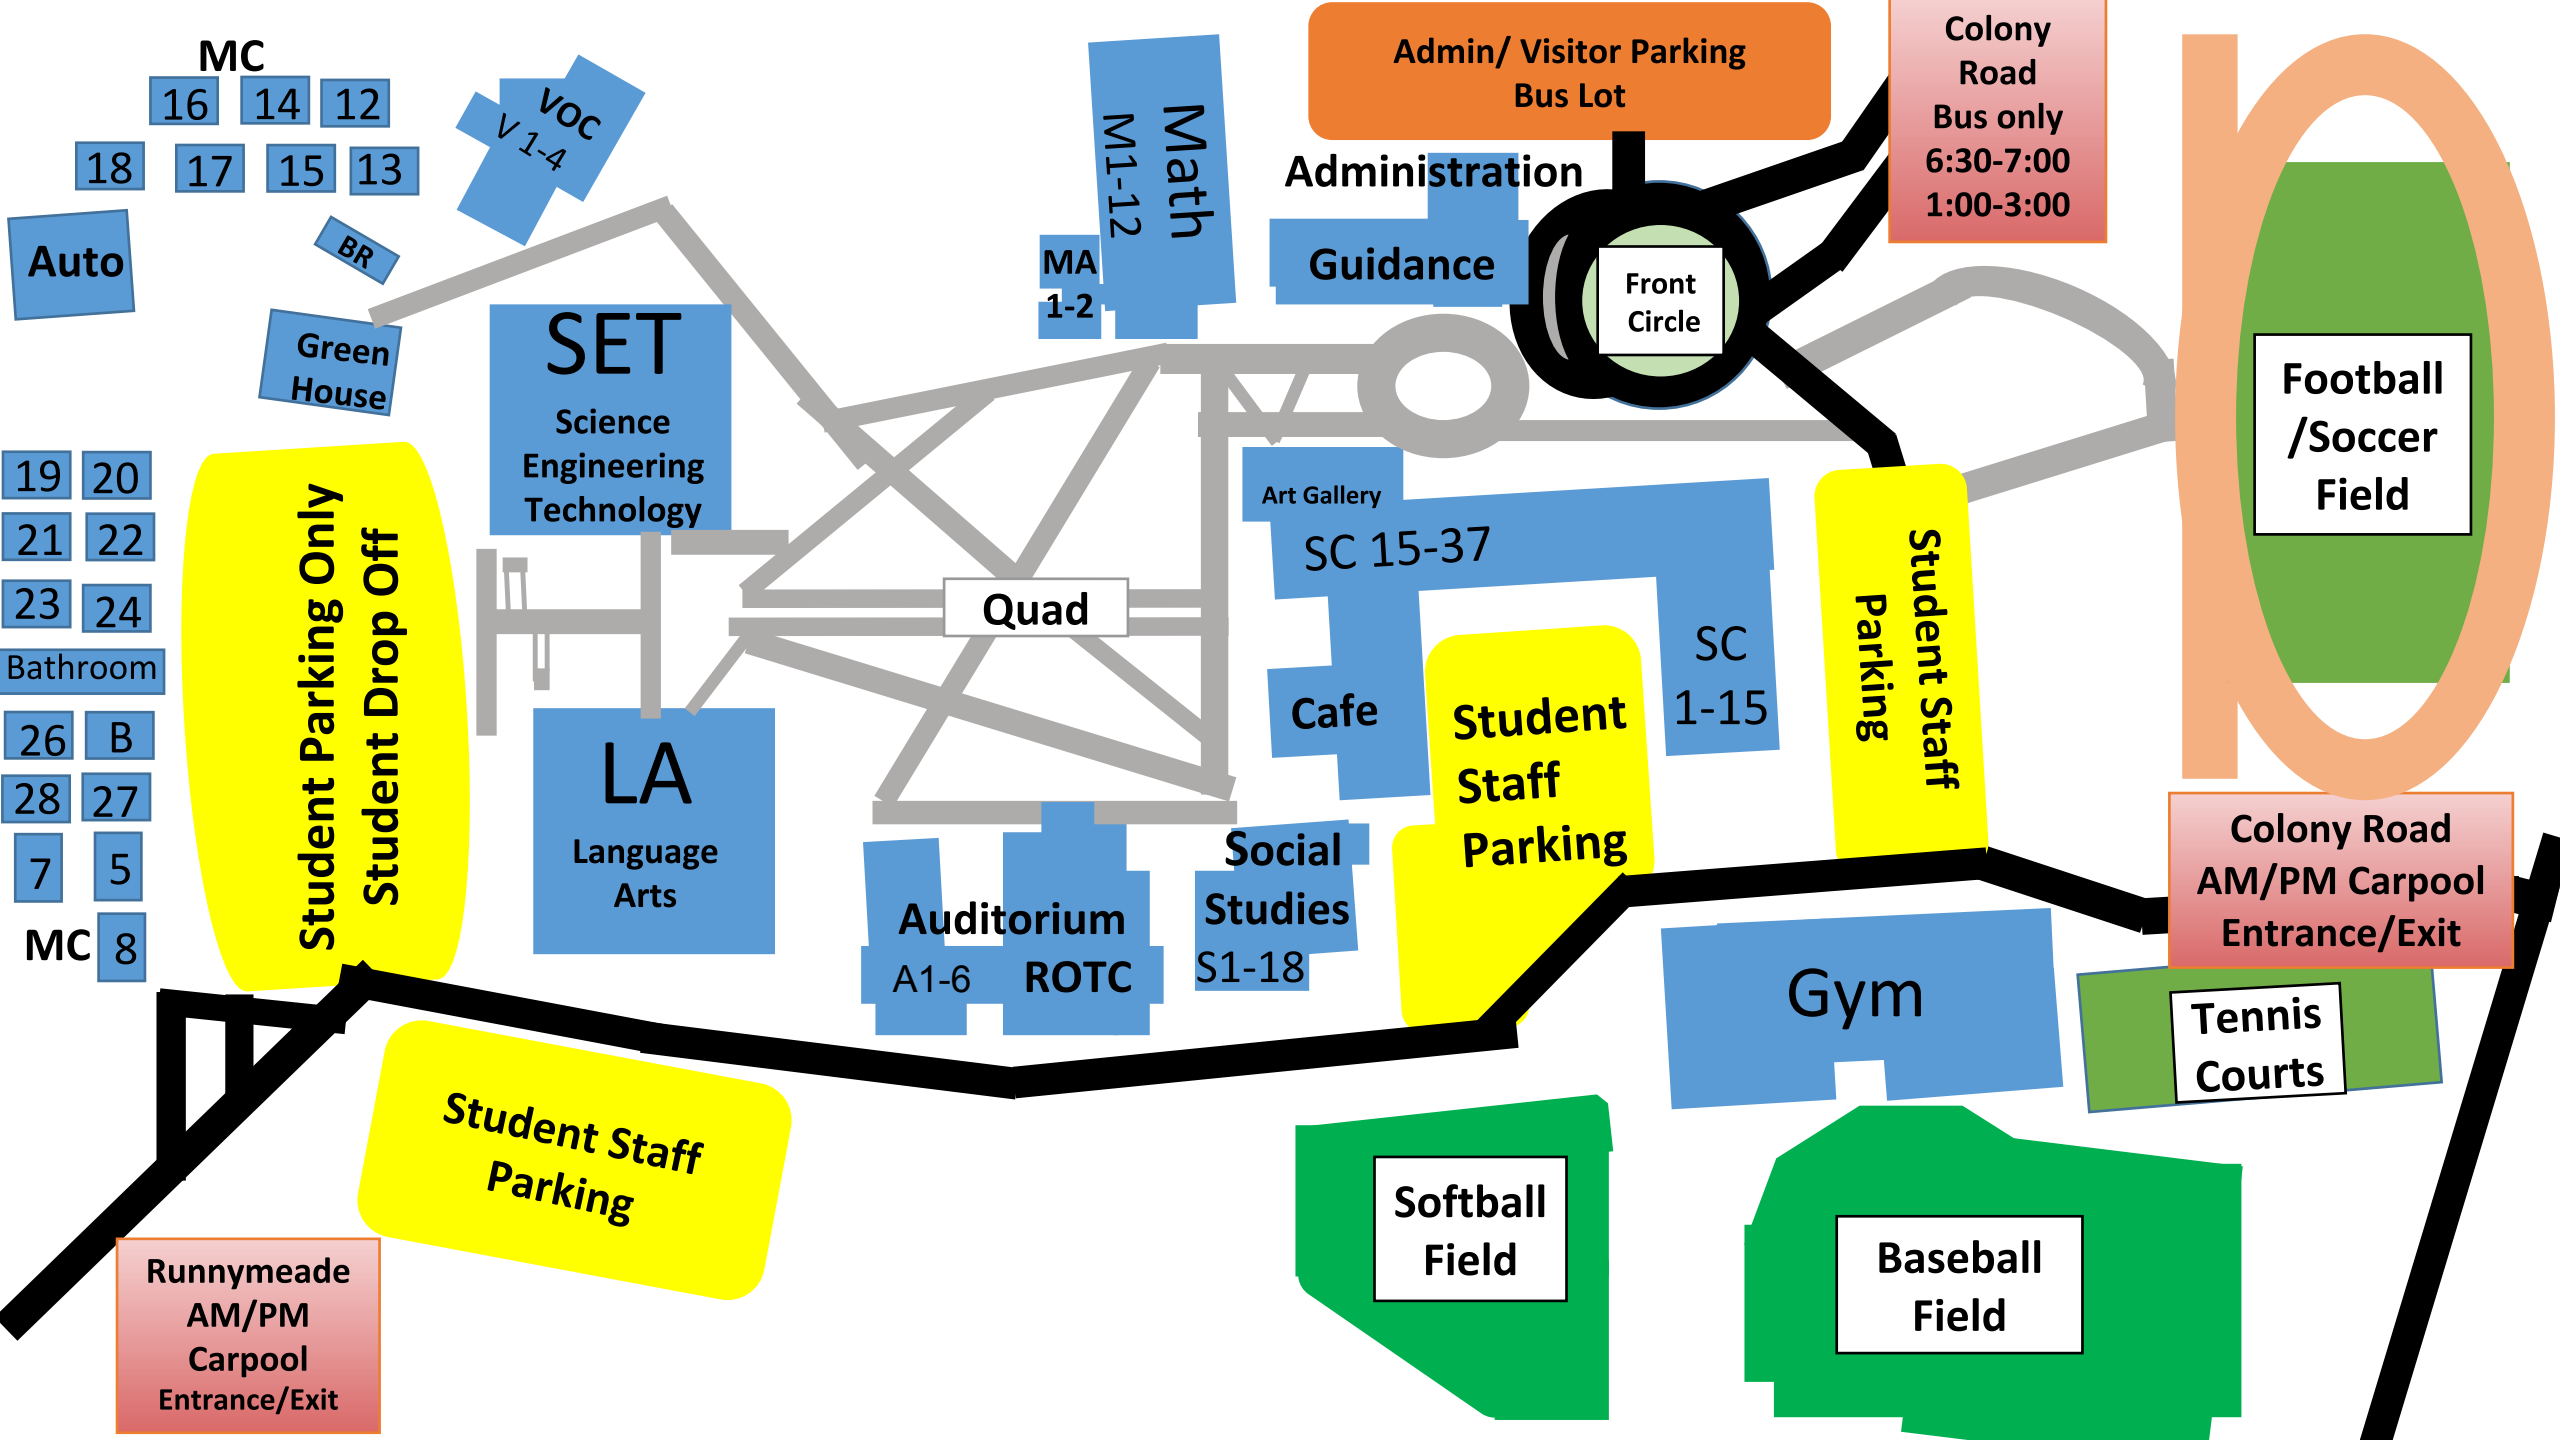 MC
16
14
12
18
17
15
13
VOC
V 1-4
Auto
BR
Green
House
Math
M1-12
MA
1-2
Admin/ Visitor Parking
Bus Lot
Administration
Guidance
Front
Circle
Colony
Road
Bus only
6:30-7:00
1:00-3:00
Football
/Soccer
Field
SET
Science
Engineering
Technology
19
20
21
22
23
24
Bathroom
26
B
28
27
7
5
MC
8
Student Parking Only
Student Drop Off
Quad
Art Gallery
SC 15-37
SC
1-15
Cafe
Student
Staff
Parking
Student Staff
Parking
LA
Language
Arts
Auditorium
A1-6
ROTC
Social
Studies
S1-18
Gym
Colony Road
AM/PM Carpool
Entrance/Exit
Tennis
Courts
Student Staff
Parking
Softball
Field
Baseball
Field
Runnymeade
AM/PM
Carpool
Entrance/Exit